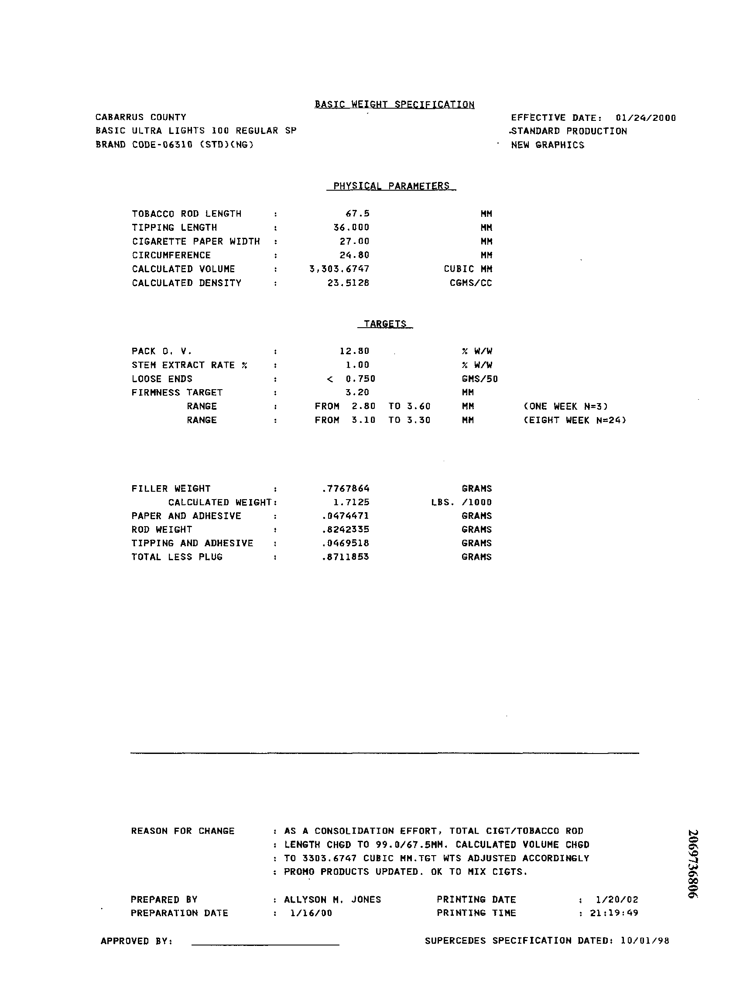 BASIC WEIGHT SPECIFICATION
CABARRUS COUNTY EFFECTIVE DATE: 01/24/2000
BASIC ULTRA LIGHTS 100 REGULAR SP STANDARD PRODUCTION
BRAND CODE-06310 (STD)(NG) NEW GRAPHICS
PHYSICAL PARAMETERS
TOBACCO ROD LENGTH : 67.5 MM
TIPPING LENGTH : 36.000 MM
CIGARETTE PAPER WIDTH : 27.00 MM
CIRCUMFERENCE : 24.80 MM
CALCULATED VOLUME : 3,303.6747 CUBIC MM
CALCULATED DENSITY : 23.5128 CGMS/CC
TARGETS
PACK O. V. : 12.80 % W/W
STEM EXTRACT RATE % : 1.00 % W/W
LOOSE ENDS : < 0.750 GMS/50
FIRMNESS TARGET : 3.20 MM
RANGE : FROM 2.80 TO 3.60 MM (ONE WEEK N=3)
RANGE : FROM 3.10 TO 3.30 MM (EIGHT WEEK N=24)
FILLER WEIGHT : .7767864 GRAMS
CALCULATED WEIGHT: 1.7125 LBS. /1000
PAPER AND ADHESIVE : .0474471 GRAMS
ROD WEIGHT : .8242335 GRAMS
TIPPING AND ADHESIVE : .0469518 GRAMS
TOTAL LESS PLUG : .8711853 GRAMS
REASON FOR CHANGE : AS A CONSOLIDATION EFFORT, TOTAL CIGT/TOBACCO ROD
: LENGTH CHGD TO 99.0/67.5MM. CALCULATED VOLUME CHGD
: TO 3303.6747 CUBIC MM.TGT WTS ADJUSTED ACCORDINGLY
: PROMO PRODUCTS UPDATED. OK TO MIX CIGTS.
PREPARED BY : ALLYSON M. JONES PRINTING DATE : 1/20/02
PREPARATION DATE : 1/16/00 PRINTING TIME : 21:19:49
APPROVED BY: SUPERCEDES SPECIFICATION DATED: 10/01/98
2069736806